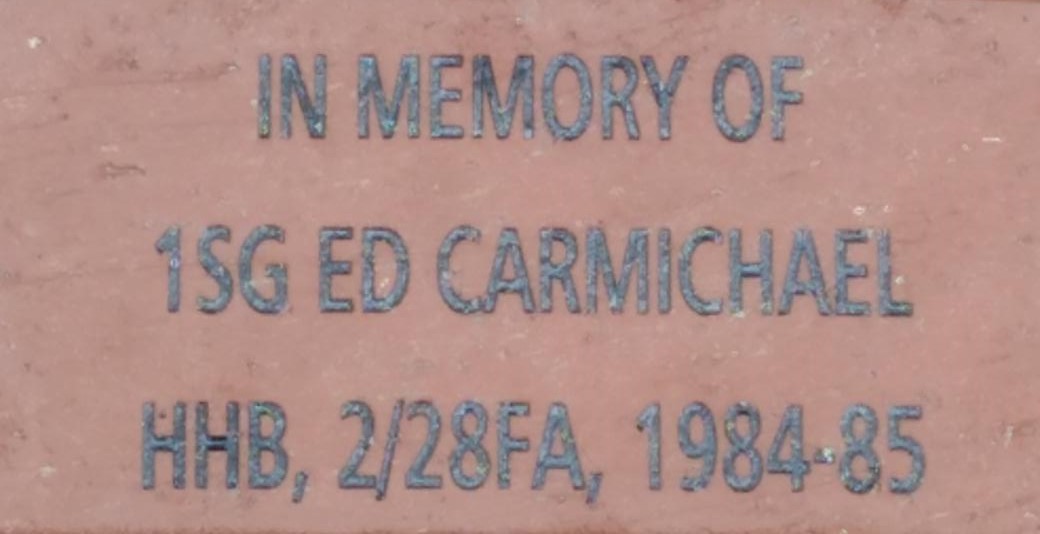 IN MEMORY OF
1SG ED CARMICHAEL
HHB, 2/28FA, 1984-85